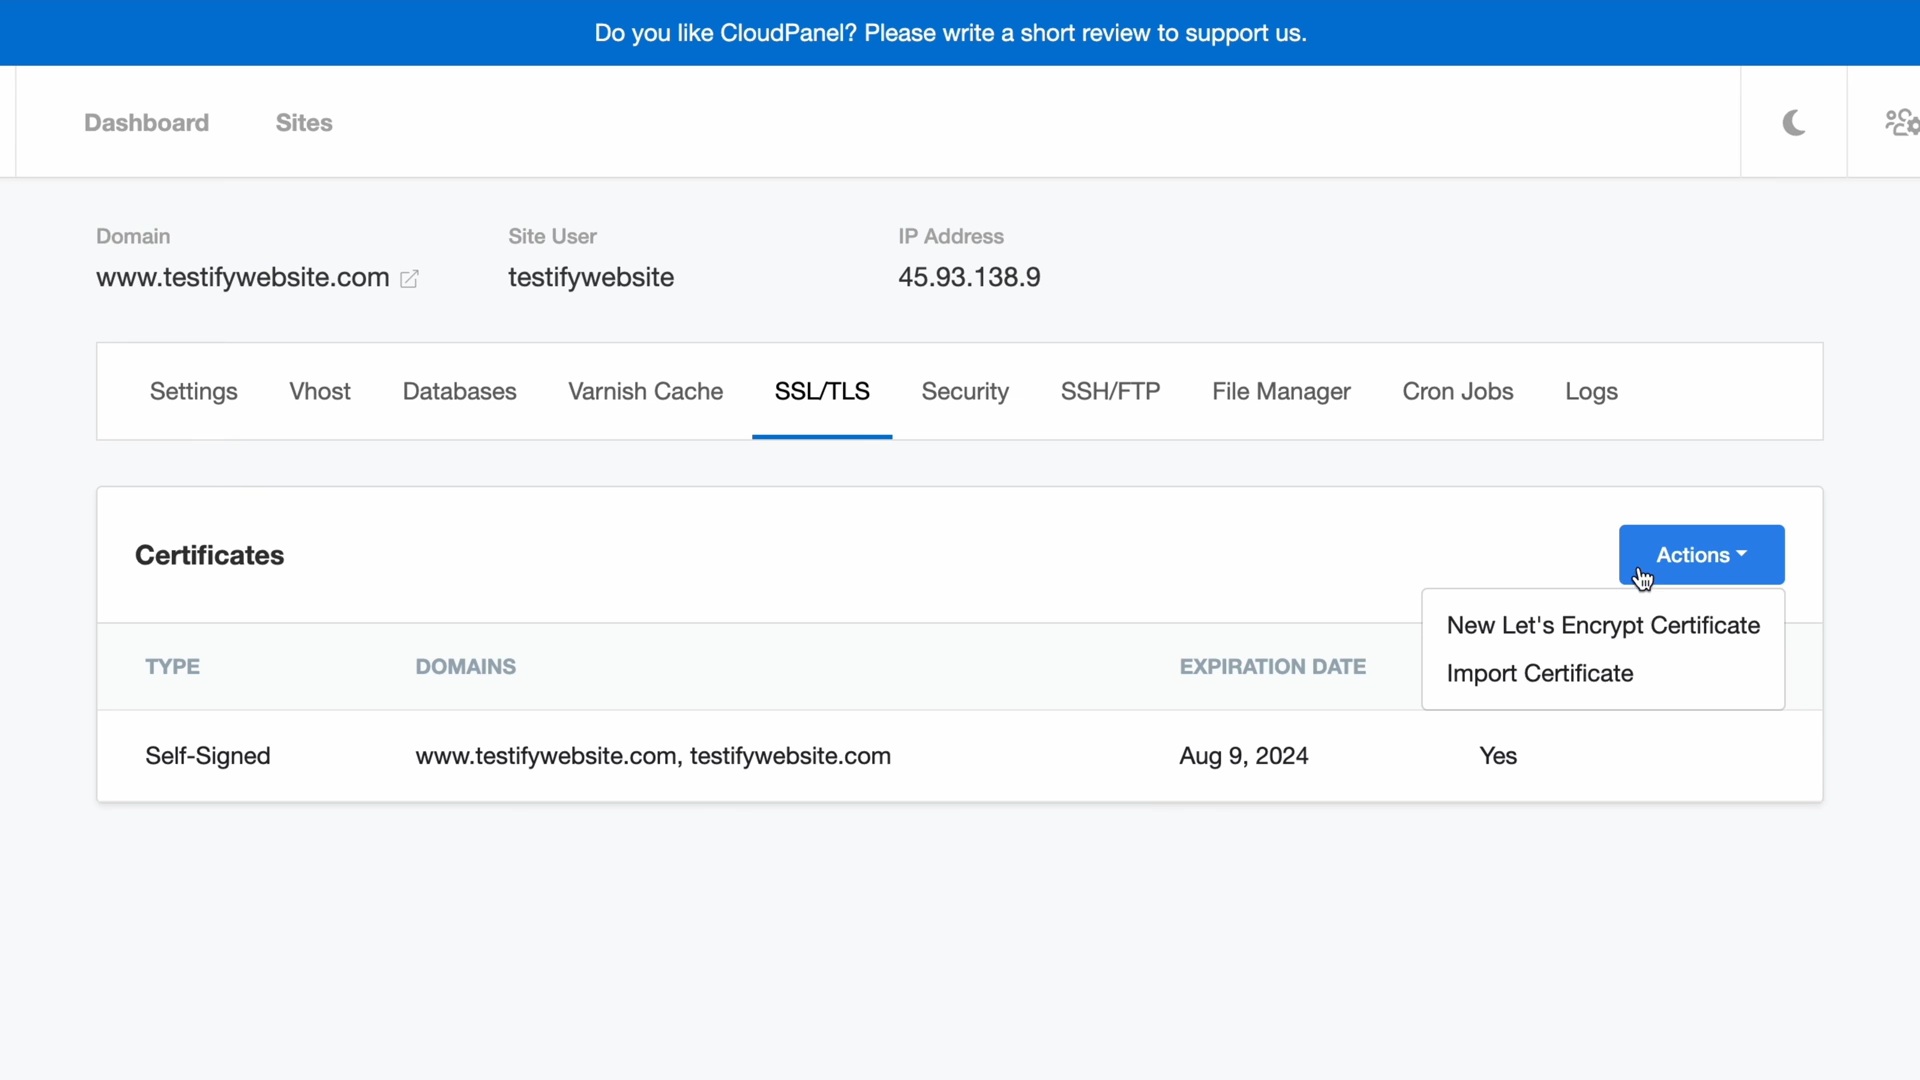 Do you like CloudPanel? Please write a short review to support us.
Dashboard Sites
Domain Site User IP Address
www.testifywebsite.com testifywebsite 45.93.138.9
Settings Vhost Databases Varnish Cache SSL/TLS Security SSH/FTP File Manager Cron Jobs Logs
Certificates Actions
New Let's Encrypt Certificate
TYPE DOMAINS EXPIRATION DATE Import Certificate
Self-Signed www.testifywebsite.com, testifywebsite.com Aug 9, 2024 Yes